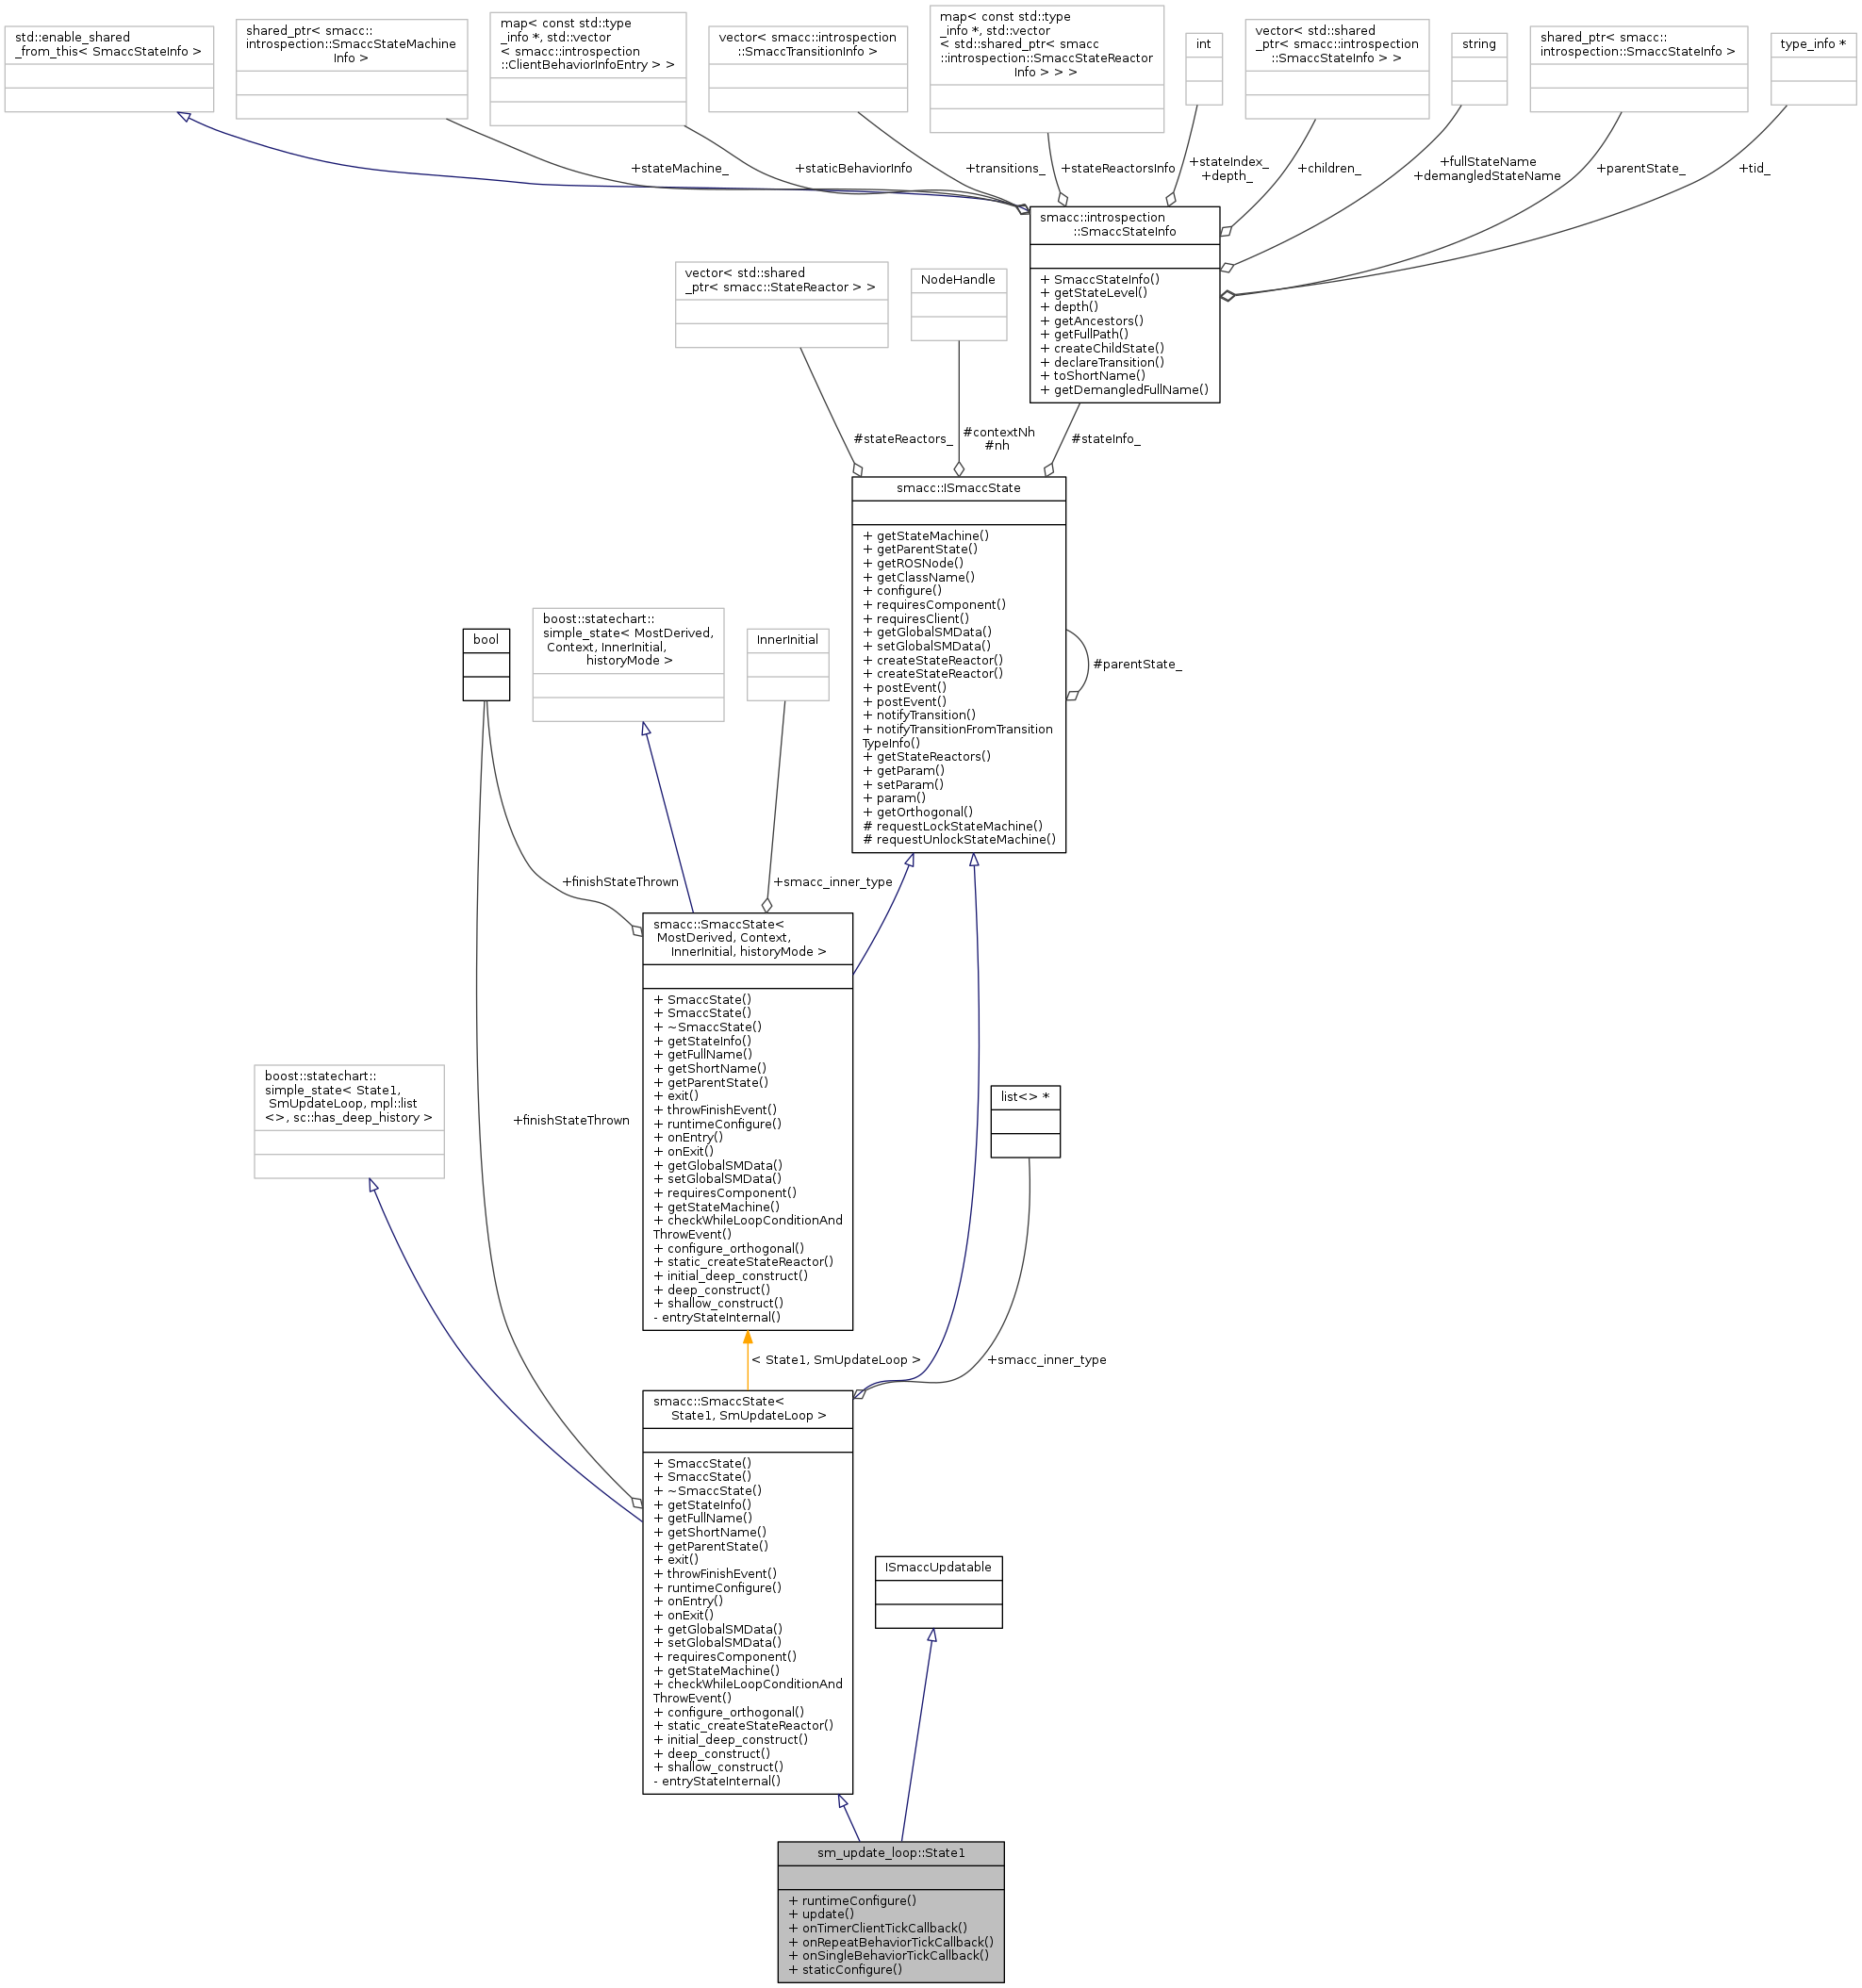 std::enable_shared
_from_this< SmaccStateInfo >
shared_ptr< smacc::
introspection::SmaccStateMachine
Info >
map< const std::type
_info *, std::vector
< smacc::introspection
::ClientBehaviorInfoEntry > >
vector< smacc::introspection
::SmaccTransitionInfo >
map< const std::type
_info *, std::vector
< std::shared_ptr< smacc
::introspection::SmaccStateReactor
Info > > >
int
vector< std::shared
_ptr< smacc::introspection
::SmaccStateInfo > >
string
shared_ptr< smacc::
introspection::SmaccStateInfo >
type_info *
+stateMachine_
+staticBehaviorInfo
+transitions_
+stateReactorsInfo
+stateIndex_
+depth_
+children_
+fullStateName
+demangledStateName
+parentState_
+tid_
smacc::introspection
::SmaccStateInfo
+ SmaccStateInfo()
+ getStateLevel()
+ depth()
+ getAncestors()
+ getFullPath()
+ createChildState()
+ declareTransition()
+ toShortName()
+ getDemangledFullName()
vector< std::shared
_ptr< smacc::StateReactor > >
NodeHandle
#stateReactors_
#contextNh
#nh
#stateInfo_
smacc::ISmaccState
+ getStateMachine()
+ getParentState()
+ getROSNode()
+ getClassName()
+ configure()
+ requiresComponent()
+ requiresClient()
+ getGlobalSMData()
+ setGlobalSMData()
+ createStateReactor()
+ createStateReactor()
+ postEvent()
+ postEvent()
+ notifyTransition()
+ notifyTransitionFromTransition
TypeInfo()
+ getStateReactors()
+ getParam()
+ setParam()
+ param()
+ getOrthogonal()
# requestLockStateMachine()
# requestUnlockStateMachine()
#parentState_
bool
boost::statechart::
simple_state< MostDerived,
Context, InnerInitial,
historyMode >
InnerInitial
+finishStateThrown
+smacc_inner_type
smacc::SmaccState<
MostDerived, Context,
InnerInitial, historyMode >
+ SmaccState()
+ SmaccState()
+ ~SmaccState()
+ getStateInfo()
+ getFullName()
+ getShortName()
+ getParentState()
+ exit()
+ throwFinishEvent()
+ runtimeConfigure()
+ onEntry()
+ onExit()
+ getGlobalSMData()
+ setGlobalSMData()
+ requiresComponent()
+ getStateMachine()
+ checkWhileLoopConditionAnd
ThrowEvent()
+ configure_orthogonal()
+ static_createStateReactor()
+ initial_deep_construct()
+ deep_construct()
+ shallow_construct()
- entryStateInternal()
boost::statechart::
simple_state< State1,
SmUpdateLoop, mpl::list
<>, sc::has_deep_history >
+finishStateThrown
list<> *
< State1, SmUpdateLoop >
+smacc_inner_type
smacc::SmaccState<
State1, SmUpdateLoop >
+ SmaccState()
+ SmaccState()
+ ~SmaccState()
+ getStateInfo()
+ getFullName()
+ getShortName()
+ getParentState()
+ exit()
+ throwFinishEvent()
+ runtimeConfigure()
+ onEntry()
+ onExit()
+ getGlobalSMData()
+ setGlobalSMData()
+ requiresComponent()
+ getStateMachine()
+ checkWhileLoopConditionAnd
ThrowEvent()
+ configure_orthogonal()
+ static_createStateReactor()
+ initial_deep_construct()
+ deep_construct()
+ shallow_construct()
- entryStateInternal()
ISmaccUpdatable
sm_update_loop::State1
+ runtimeConfigure()
+ update()
+ onTimerClientTickCallback()
+ onRepeatBehaviorTickCallback()
+ onSingleBehaviorTickCallback()
+ staticConfigure()